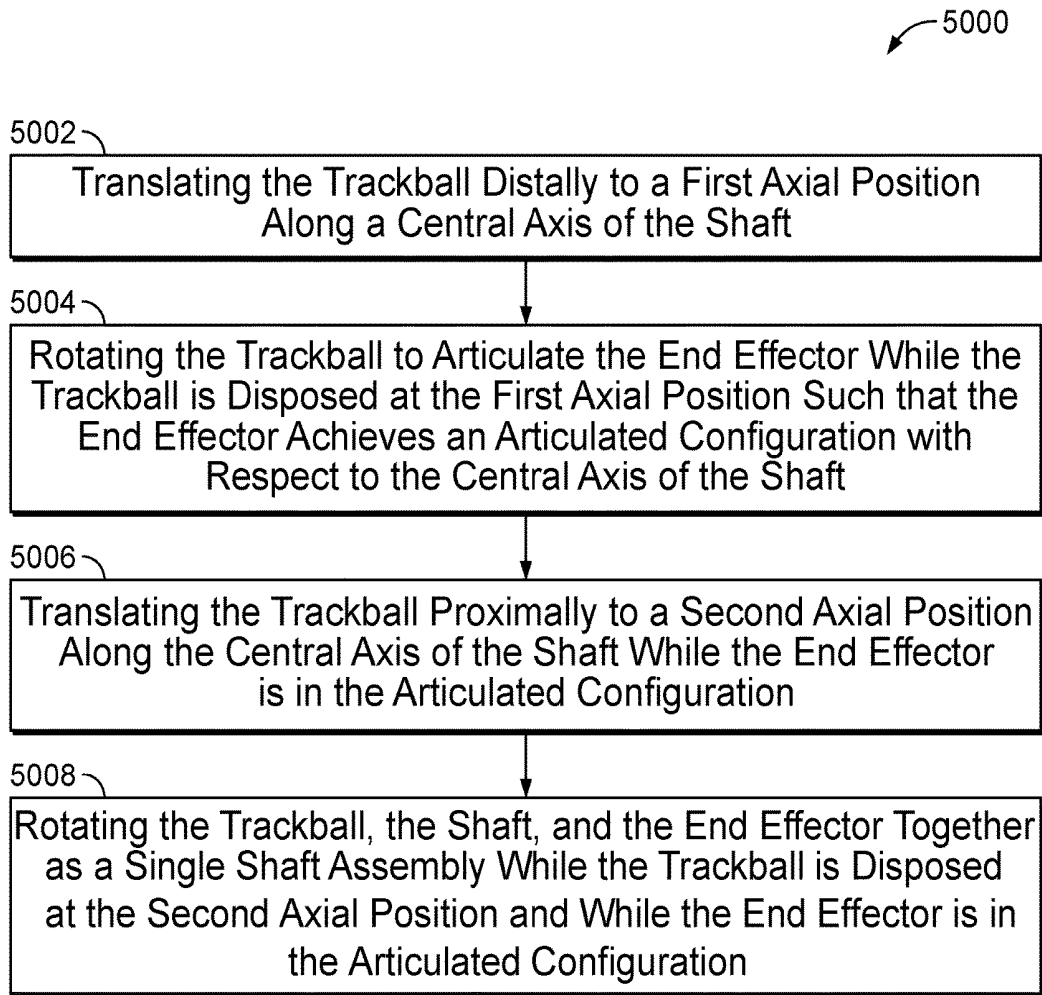 5000
5002
Translating the Trackball Distally to a First Axial Position
Along a Central Axis of the Shaft
5004
Rotating the Trackball to Articulate the End Effector While the
Trackball is Disposed at the First Axial Position Such that the
End Effector Achieves an Articulated Configuration with
Respect to the Central Axis of the Shaft
5006
Translating the Trackball Proximally to a Second Axial Position
Along the Central Axis of the Shaft While the End Effector
is in the Articulated Configuration
5008
Rotating the Trackball, the Shaft, and the End Effector Together
as a Single Shaft Assembly While the Trackball is Disposed
at the Second Axial Position and While the End Effector is in
the Articulated Configuration